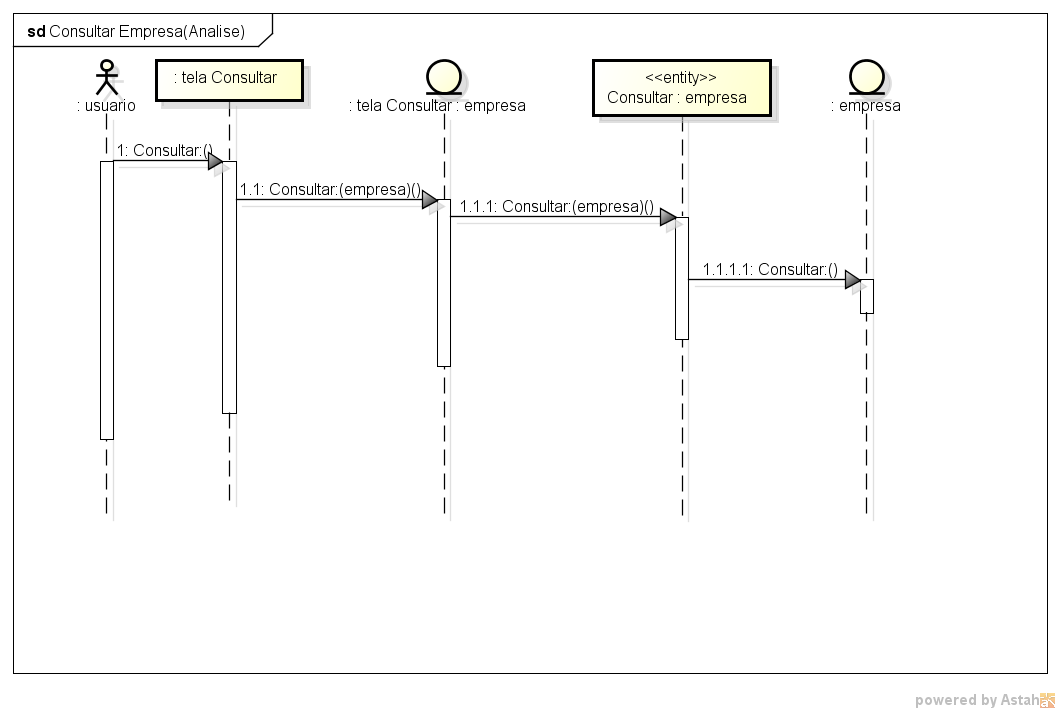 sd Consultar Empresa(Analise)
: usuario
: tela Consultar
: tela Consultar : empresa
<<entity>>
Consultar : empresa
: empresa
1: Consultar:()
1.1: Consultar:(empresa)()
1.1.1: Consultar:(empresa)()
1.1.1.1: Consultar:()
powered by Astah